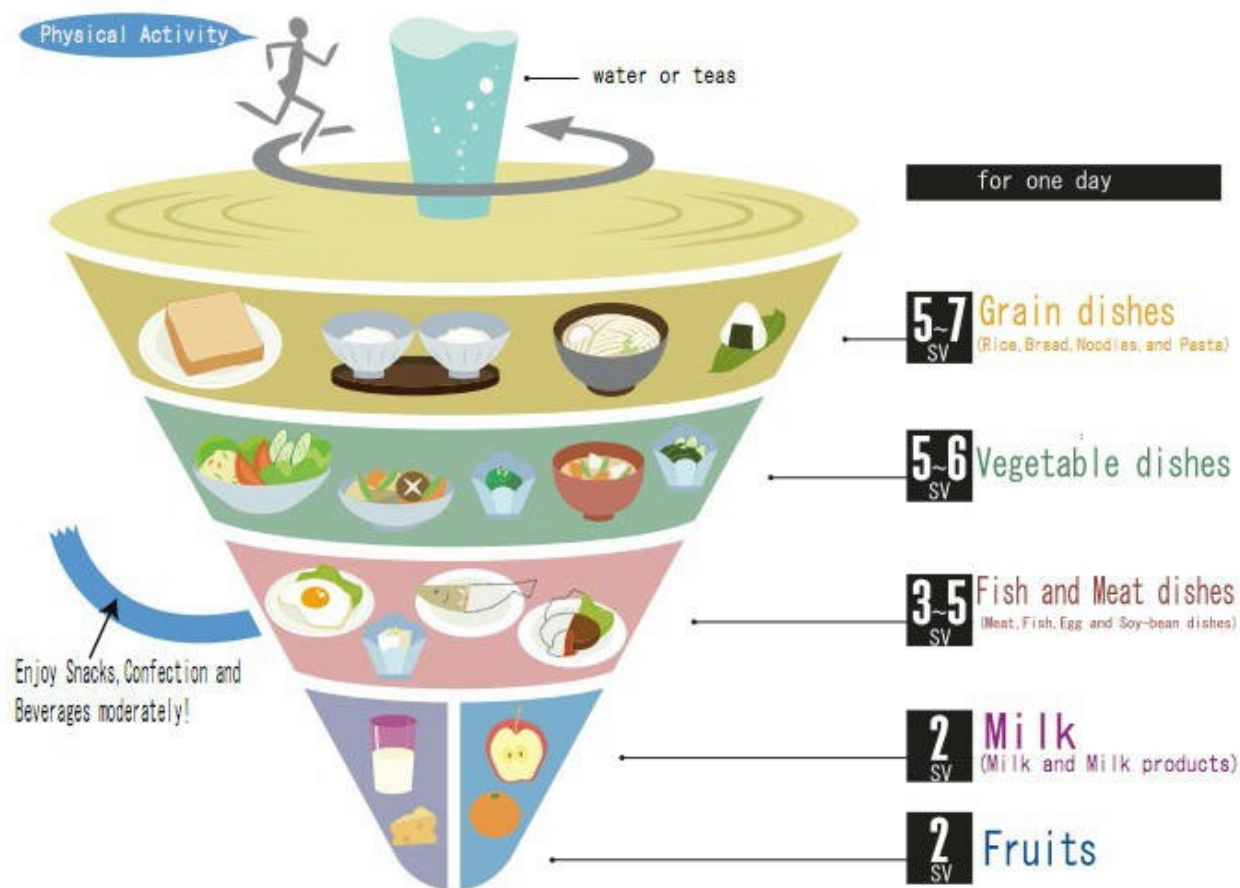 Physical Activity
water or teas
for one day
5~7
SV
Grain dishes
(Rice,Bread,Noodles,and Pasta)
5~6
SV
Vegetable dishes
3~5
SV
Fish and Meat dishes
(Meat,Fish,Egg and Soy-bean dishes)
Enjoy Snacks,Confection and
Beverages moderately!
2
SV
Milk
(Milk and Milk products)
2
SV
Fruits